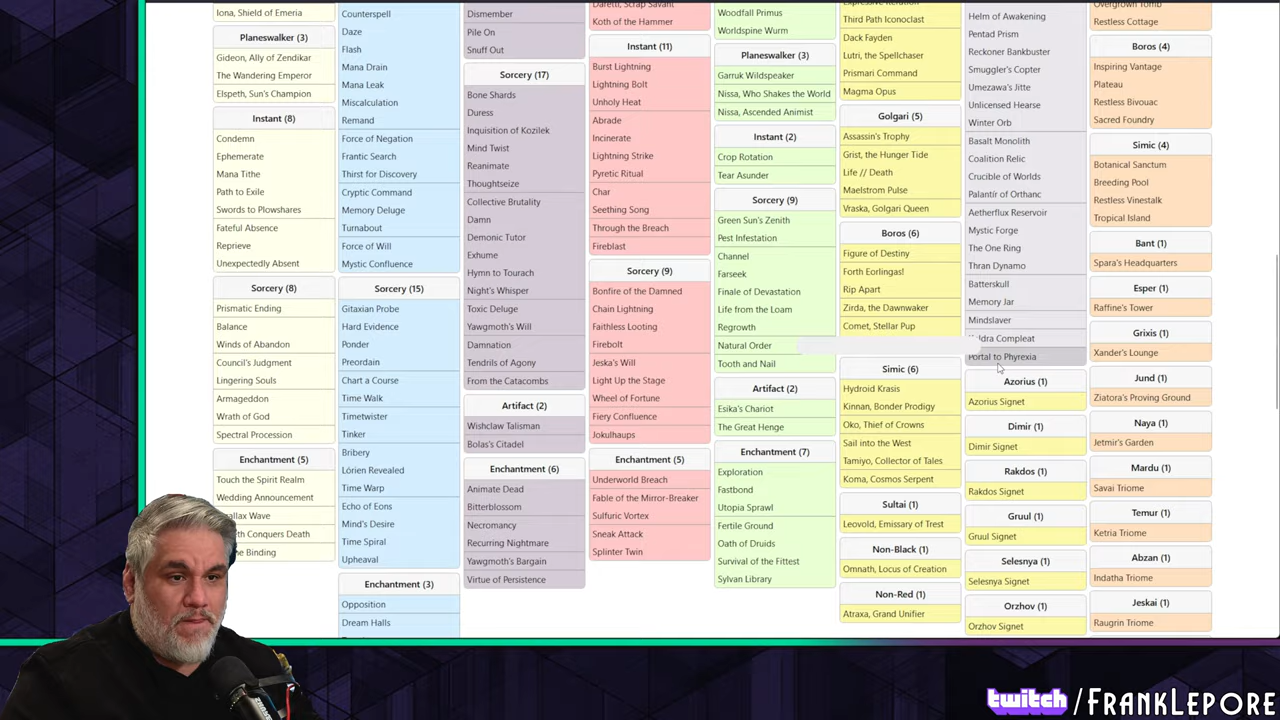 Iona, Shield of Emeria
Planeswalker (3)
Gideon, Ally of Zendikar
The Wandering Emperor
Elspeth, Sun's Champion
Instant (8)
Condemn
Ephemerate
Mana Tithe
Path to Exile
Swords to Plowshares
Fateful Absence
Reprieve
Unexpectedly Absent
Sorcery (8)
Prismatic Ending
Balance
Winds of Abandon
Council's Judgment
Lingering Souls
Armageddon
Wrath of God
Spectral Procession
Enchantment (5)
Touch the Spirit Realm
Wedding Announcement
Wave
Conquers Death
Binding
Counterspell
Daze
Flash
Mana Drain
Mana Leak
Miscalculation
Remand
Force of Negation
Frantic Search
Thirst for Discovery
Cryptic Command
Memory Deluge
Turnabout
Force of Will
Mystic Confluence
Sorcery (15)
Gitaxian Probe
Hard Evidence
Ponder
Preordain
Chart a Course
Time Walk
Timetwister
Tinker
Bribery
Lórien Revealed
Time Warp
Echo of Eons
Mind's Desire
Time Spiral
Upheaval
Enchantment (3)
Opposition
Dream Halls
Dismember
Pile On
Snuff Out
Sorcery (17)
Bone Shards
Duress
Inquisition of Kozilek
Mind Twist
Reanimate
Thoughtseize
Collective Brutality
Damn
Demonic Tutor
Exhume
Hymn to Tourach
Night's Whisper
Toxic Deluge
Yawgmoth's Will
Damnation
Tendrils of Agony
From the Catacombs
Artifact (2)
Wishclaw Talisman
Bolas's Citadel
Enchantment (6)
Animate Dead
Bitterblossom
Necromancy
Recurring Nightmare
Yawgmoth's Bargain
Virtue of Persistence
Daretti, Scrap Savant
Koth of the Hammer
Instant (11)
Burst Lightning
Lightning Bolt
Unholy Heat
Abrade
Incinerate
Lightning Strike
Pyretic Ritual
Char
Seething Song
Through the Breach
Fireblast
Sorcery (9)
Bonfire of the Damned
Chain Lightning
Faithless Looting
Firebolt
Jeska's Will
Light Up the Stage
Wheel of Fortune
Fiery Confluence
Jokulhaups
Enchantment (5)
Underworld Breach
Fable of the Mirror-Breaker
Sulfuric Vortex
Sneak Attack
Splinter Twin
Woodfall Primus
Worldspine Wurm
Planeswalker (3)
Garruk Wildspeaker
Nissa, Who Shakes the World
Nissa, Ascended Animist
Instant (2)
Crop Rotation
Tear Asunder
Sorcery (9)
Green Sun's Zenith
Pest Infestation
Channel
Farseek
Finale of Devastation
Life from the Loam
Regrowth
Natural Order
Tooth and Nail
Artifact (2)
Esika's Chariot
The Great Henge
Enchantment (7)
Exploration
Fastbond
Utopia Sprawl
Fertile Ground
Oath of Druids
Survival of the Fittest
Sylvan Library
Expressive Iteration
Third Path Iconoclast
Dack Fayden
Lutri, the Spellchaser
Prismari Command
Magma Opus
Golgari (5)
Assassin's Trophy
Grist, the Hunger Tide
Life // Death
Maelstrom Pulse
Vraska, Golgari Queen
Boros (6)
Figure of Destiny
Forth Eorlingas!
Rip Apart
Zirda, the Dawnwaker
Comet, Stellar Pup
Simic (6)
Hydroid Krasis
Kinnan, Bonder Prodigy
Oko, Thief of Crowns
Sail into the West
Tamiyo, Collector of Tales
Koma, Cosmos Serpent
Sultai (1)
Leovold, Emissary of Trest
Non-Black (1)
Omnath, Locus of Creation
Non-Red (1)
Atraxa, Grand Unifier
Helm of Awakening
Pentad Prism
Reckoner Bankbuster
Smuggler's Copter
Umezawa's Jitte
Unlicensed Hearse
Winter Orb
Basalt Monolith
Coalition Relic
Crucible of Worlds
Palantír of Orthanc
Aetherflux Reservoir
Mystic Forge
The One Ring
Thran Dynamo
Batterskull
Memory Jar
Mindslaver
Compleat
Portal to Phyrexia
Azorius (1)
Azorius Signet
Dimir (1)
Dimir Signet
Rakdos (1)
Rakdos Signet
Gruul (1)
Gruul Signet
Selesnya (1)
Selesnya Signet
Orzhov (1)
Orzhov Signet
Overgrown Tomb
Restless Cottage
Boros (4)
Inspiring Vantage
Plateau
Restless Bivouac
Sacred Foundry
Simic (4)
Botanical Sanctum
Breeding Pool
Restless Vinestalk
Tropical Island
Bant (1)
Spara's Headquarters
Esper (1)
Raffine's Tower
Grixis (1)
Xander's Lounge
Jund (1)
Ziatora's Proving Ground
Naya (1)
Jetmir's Garden
Mardu (1)
Savai Triome
Temur (1)
Ketria Triome
Abzan (1)
Indatha Triome
Jeskai (1)
Raugrin Triome
twitch/FRANKLEPORE